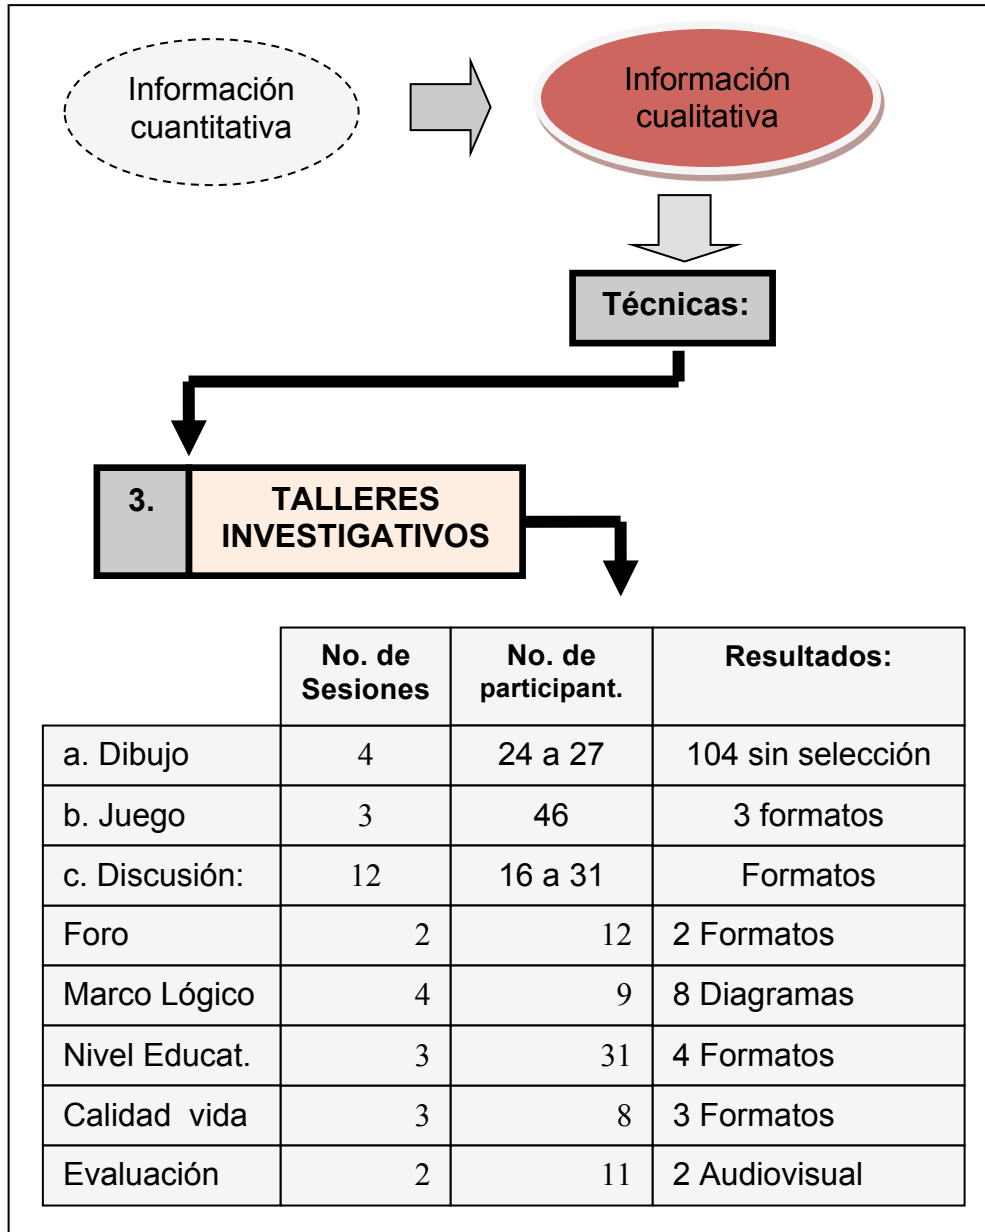 Información
cuantitativa
Información
cualitativa
Técnicas:
3. TALLERES
INVESTIGATIVOS
No. de
Sesiones
No. de
participant.
Resultados:
a. Dibujo 4 24 a 27 104 sin selección
b. Juego 3 46 3 formatos
c. Discusión: 12 16 a 31 Formatos
Foro 2 12 2 Formatos
Marco Lógico 4 9 8 Diagramas
Nivel Educat. 3 31 4 Formatos
Calidad vida 3 8 3 Formatos
Evaluación 2 11 2 Audiovisual